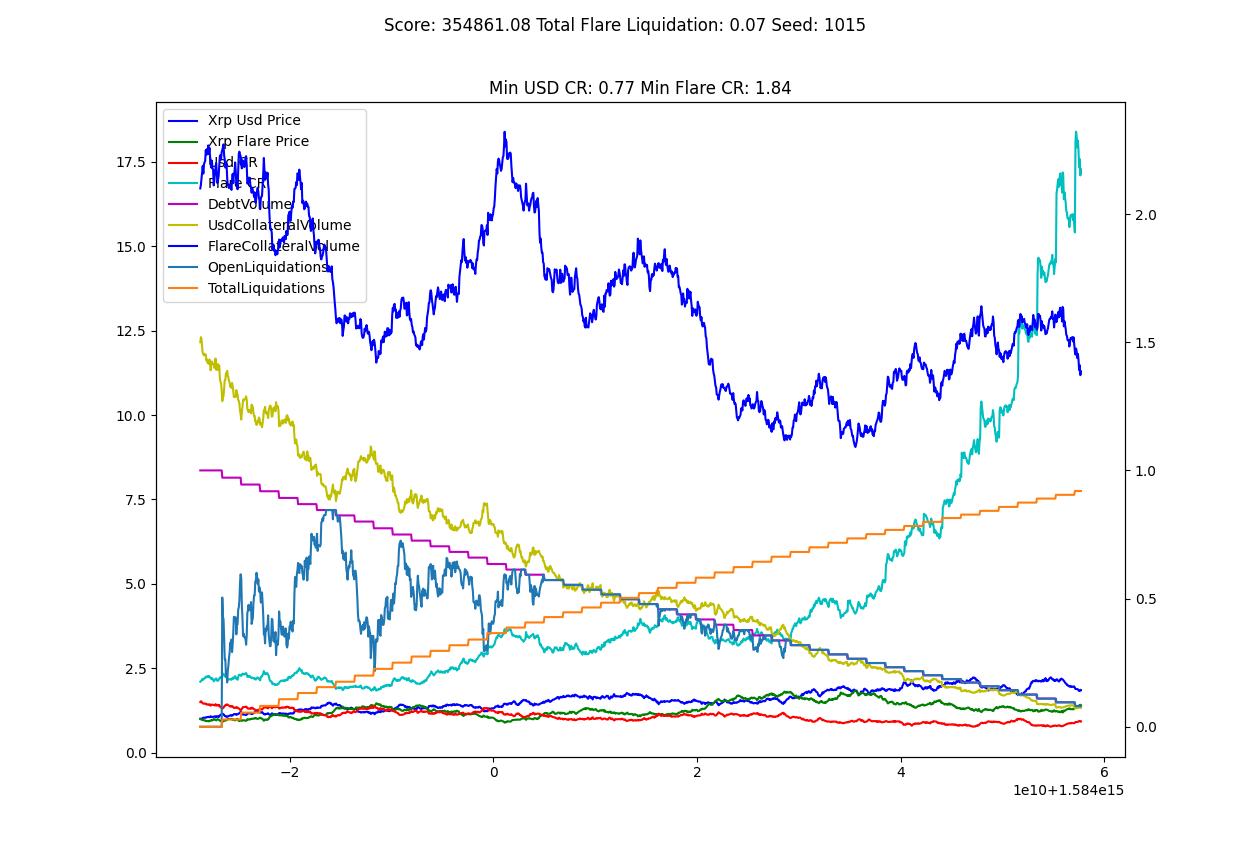 Score: 354861.08 Total Flare Liquidation: 0.07 Seed: 1015
Min USD CR: 0.77 Min Flare CR: 1.84
Xrp Usd Price
Xrp Flare Price
Usd CR
Flare CR
DebtVolume
UsdCollateralVolume
FlareCollateralVolume
OpenLiquidations
TotalLiquidations
17.5
15.0
12.5
10.0
7.5
5.0
2.5
0.0
2.0
1.5
1.0
0.5
0.0
−2
0
2
4
6
1e10+1.584e15